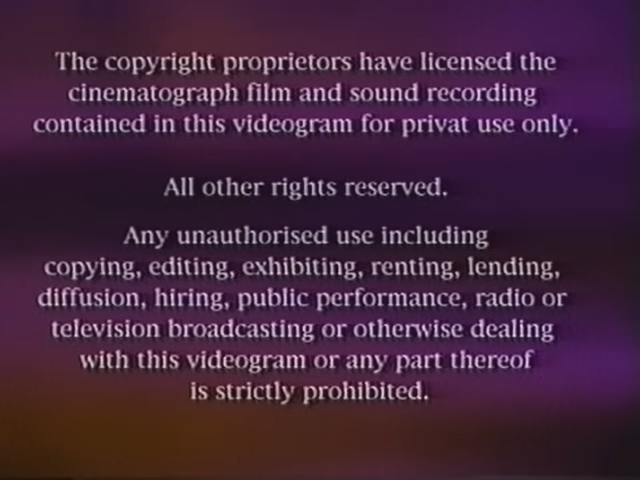 The copyright proprietors have licensed the
cinematograph film and sound recording
contained in this videogram for privat use only.
All other rights reserved.
Any unauthorised use including
copying, editing, exhibiting, renting, lending,
diffusion, hiring, public performance, radio or
television broadcasting or otherwise dealing
with this videogram or any part thereof
is strictly prohibited.